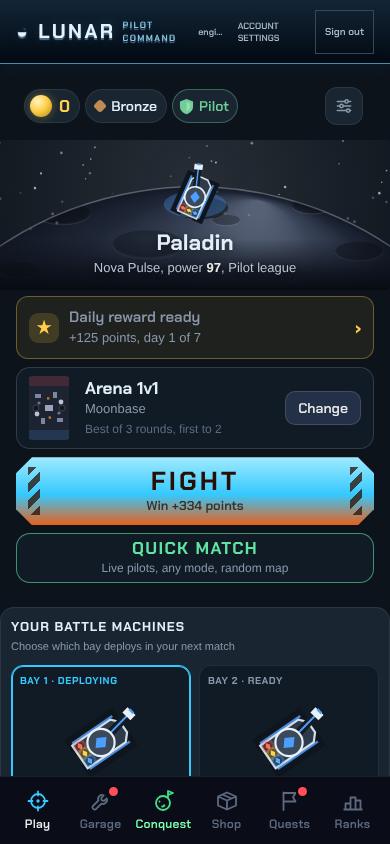 LUNAR PILOT COMMAND engi... ACCOUNT SETTINGS Sign out
0 Bronze Pilot
Paladin
Nova Pulse, power 97, Pilot league
Daily reward ready
+125 points, day 1 of 7
Arena 1v1
Moonbase
Best of 3 rounds, first to 2
Change
FIGHT
Win +334 points
QUICK MATCH
Live pilots, any mode, random map
YOUR BATTLE MACHINES
Choose which bay deploys in your next match
BAY 1 · DEPLOYING BAY 2 · READY
Play Garage Conquest Shop Quests Ranks